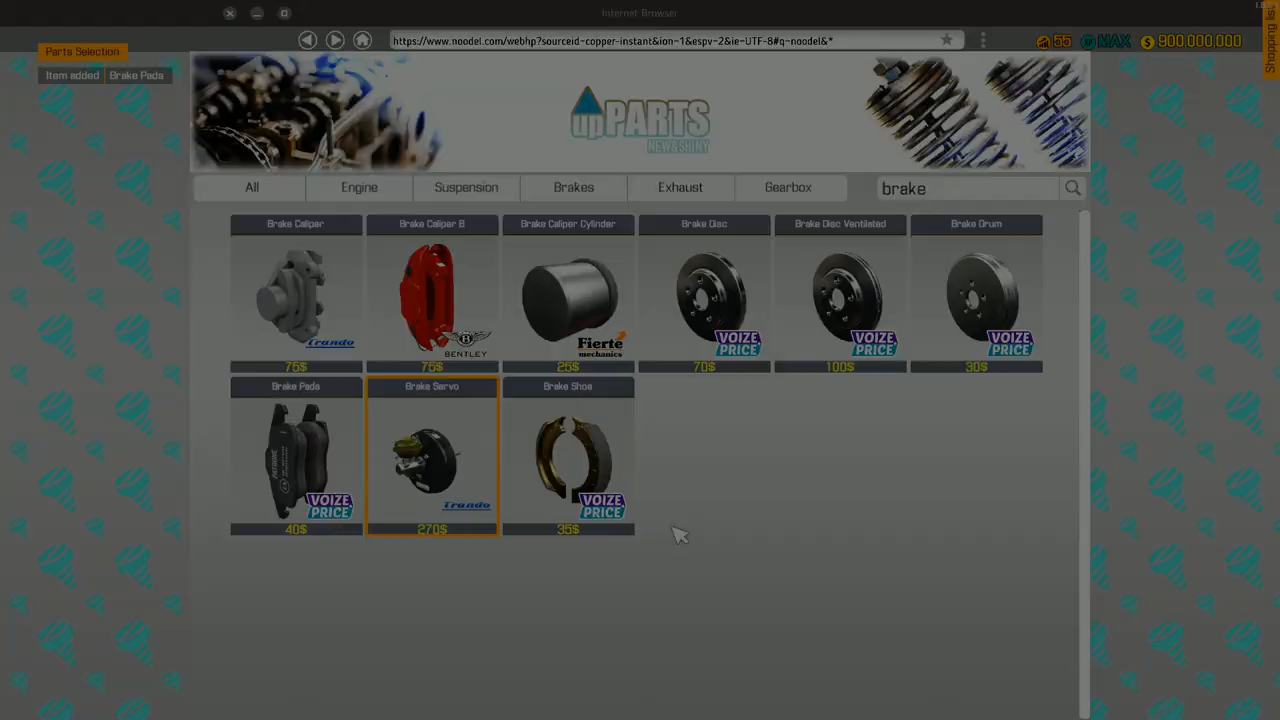 Internet Browser
https://www.noodel.com/webhp?sourceid-copper-instant&ion-1&espv-2&ie-UTF-8#q-noodel&*
55 MAX $ 900.000.000
Shopping list
Parts Selection
Item added Brake Pads
upPARTS
NEW&SHINY
All Engine Suspension Brakes Exhaust Gearbox brake
Brake Caliper Brake Caliper B Brake Caliper Cylinder Brake Disc Brake Disc Ventilated Brake Drum
Trando BENTLEY Fierté mechanics VOIZE PRICE VOIZE PRICE VOIZE PRICE
75$ 75$ 25$ 70$ 100$ 30$
Brake Pads Brake Servo Brake Shoe
VOIZE PRICE Trando VOIZE PRICE
40$ 270$ 35$